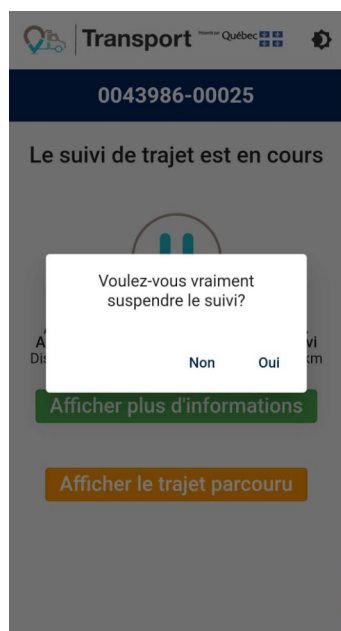 Transport
Québec
0043986-00025
Le suivi de trajet est en cours
Voulez-vous vraiment
suspendre le suivi?
Non Oui
Afficher plus d'informations
Afficher le trajet parcouru